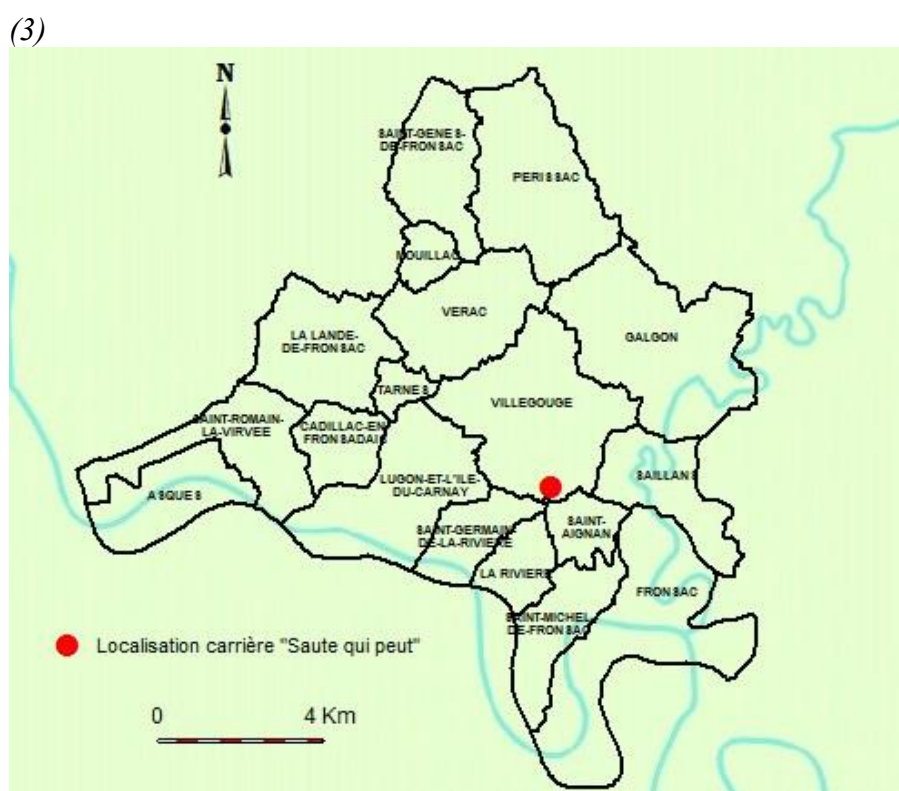 (3)
N
SAINT-GENES-
DE-FRONSAC
PERISSAC
MOUILLAC
VERAC
LA LANDE-
DE-FRONSAC
GALGON
TARNES
VILLEGOUGE
SAINT-ROMAIN-
LA-VIRVEE
CADILLAC-EN-
FRONSADAIS
ASQUES
LUGON-ET-L'ILE-
DU-CARNAY
SAILLANS
SAINT-GERMAIN-
DE-LA-RIVIERE
SAINT-
AIGNAN
LA RIVIERE
FRONSAC
SAINT-MICHEL-
DE-FRONSAC
Localisation carrière "Saute qui peut"
0 4 Km